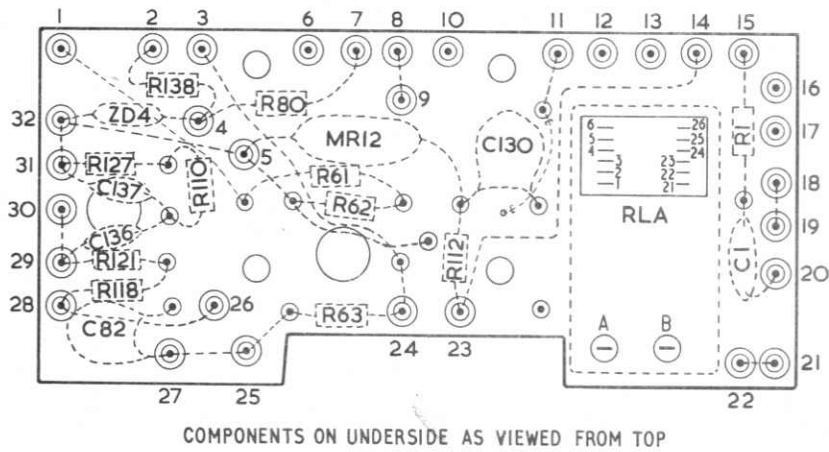 1 2 3 6 7 8 10 11 12 13 14 15
R138
R80
16
ZD4
9
32
4
6 26
5 25
4 24
3 23
2 22
1 21
R1
17
MR12
5
C130
31
R127
R110
R61
18
C137
30
R62
RLA
19
C136
29
R121
R112
C1
20
R118
28
26
R63
C82
A B
24 23
21
27 25
22
COMPONENTS ON UNDERSIDE AS VIEWED FROM TOP